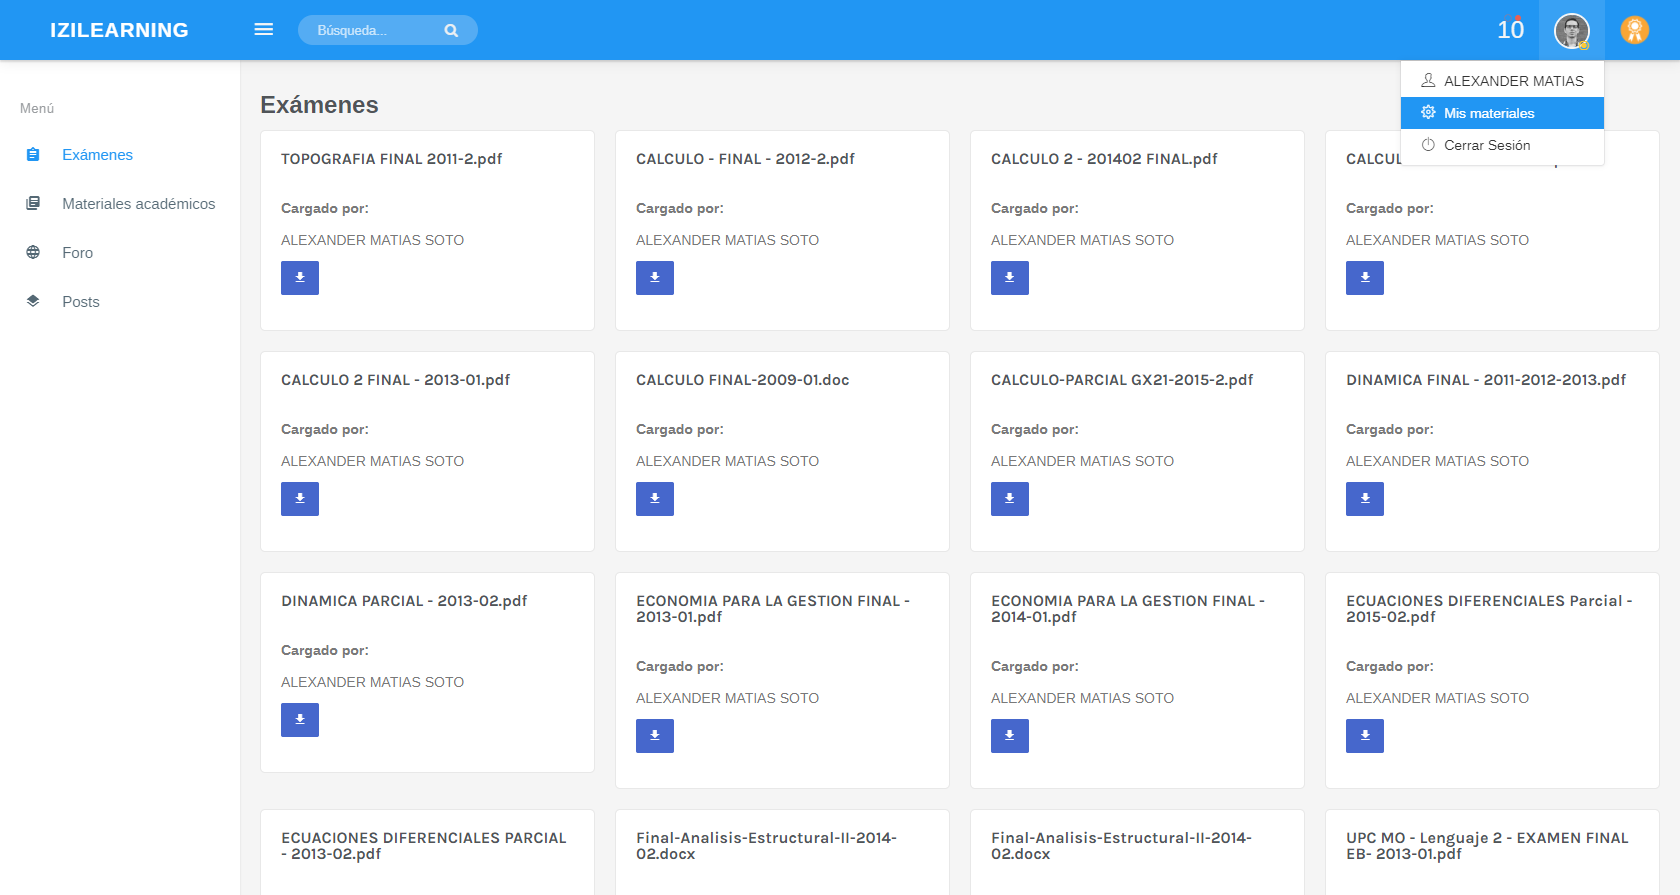 IZILEARNING
Búsqueda...
10
ALEXANDER MATIAS
Mis materiales
Cerrar Sesión
Menú
Exámenes
Materiales académicos
Foro
Posts
Exámenes
TOPOGRAFIA FINAL 2011-2.pdf
Cargado por:
ALEXANDER MATIAS SOTO
CALCULO - FINAL - 2012-2.pdf
Cargado por:
ALEXANDER MATIAS SOTO
CALCULO 2 - 201402 FINAL.pdf
Cargado por:
ALEXANDER MATIAS SOTO
Cargado por:
ALEXANDER MATIAS SOTO
CALCULO 2 FINAL - 2013-01.pdf
Cargado por:
ALEXANDER MATIAS SOTO
CALCULO FINAL-2009-01.doc
Cargado por:
ALEXANDER MATIAS SOTO
CALCULO-PARCIAL GX21-2015-2.pdf
Cargado por:
ALEXANDER MATIAS SOTO
DINAMICA FINAL - 2011-2012-2013.pdf
Cargado por:
ALEXANDER MATIAS SOTO
DINAMICA PARCIAL - 2013-02.pdf
Cargado por:
ALEXANDER MATIAS SOTO
ECONOMIA PARA LA GESTION FINAL -
2013-01.pdf
Cargado por:
ALEXANDER MATIAS SOTO
ECONOMIA PARA LA GESTION FINAL -
2014-01.pdf
Cargado por:
ALEXANDER MATIAS SOTO
ECUACIONES DIFERENCIALES Parcial -
2015-02.pdf
Cargado por:
ALEXANDER MATIAS SOTO
ECUACIONES DIFERENCIALES PARCIAL
- 2013-02.pdf
Final-Analisis-Estructural-II-2014-
02.docx
Final-Analisis-Estructural-II-2014-
02.docx
UPC MO - Lenguaje 2 - EXAMEN FINAL
EB- 2013-01.pdf